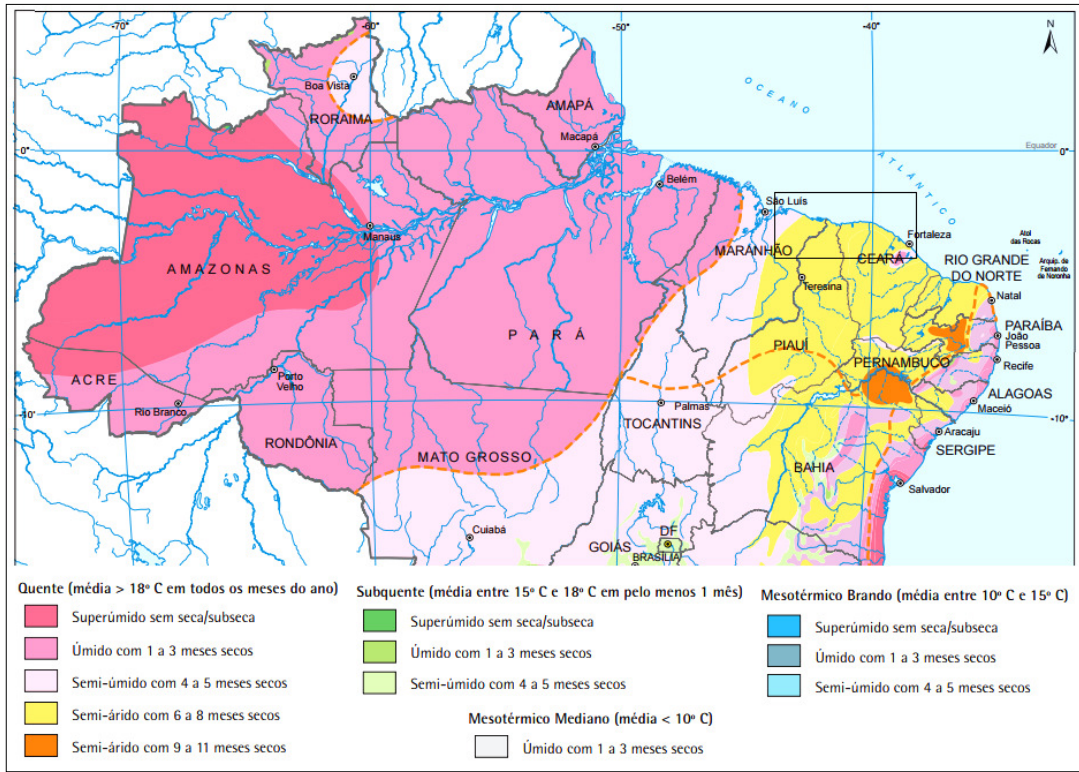 -70°
-60°
-50°
-40°
N
OCEANO
ATLÂNTICO
Boa Vista
RORAIMA
AMAPÁ
Macapá
Equador
0°
0°
Belém
São Luís
Manaus
MARANHÃO
Fortaleza
CEARÁ
Atol
das Rocas
Arquip. de
Fernando
de Noronha
RIO GRANDE
DO NORTE
AMAZONAS
Teresina
Natal
PARÁ
PARAÍBA
João
Pessoa
PIAUÍ
PERNAMBUCO
Recife
ACRE
Porto
Velho
ALAGOAS
Rio Branco
Palmas
Maceió
-10°
-10°
TOCANTINS
Aracaju
RONDÔNIA
MATO GROSSO
SERGIPE
BAHIA
Salvador
Cuiabá
DF
GOIÁS
BRASÍLIA
Quente (média > 18º C em todos os meses do ano)
Superúmido sem seca/subseca
Úmido com 1 a 3 meses secos
Semi-úmido com 4 a 5 meses secos
Semi-árido com 6 a 8 meses secos
Semi-árido com 9 a 11 meses secos
Subquente (média entre 15º C e 18º C em pelo menos 1 mês)
Superúmido sem seca/subseca
Úmido com 1 a 3 meses secos
Semi-úmido com 4 a 5 meses secos
Mesotérmico Brando (média entre 10º C e 15º C)
Superúmido sem seca/subseca
Úmido com 1 a 3 meses secos
Semi-úmido com 4 a 5 meses secos
Mesotérmico Mediano (média < 10º C)
Úmido com 1 a 3 meses secos